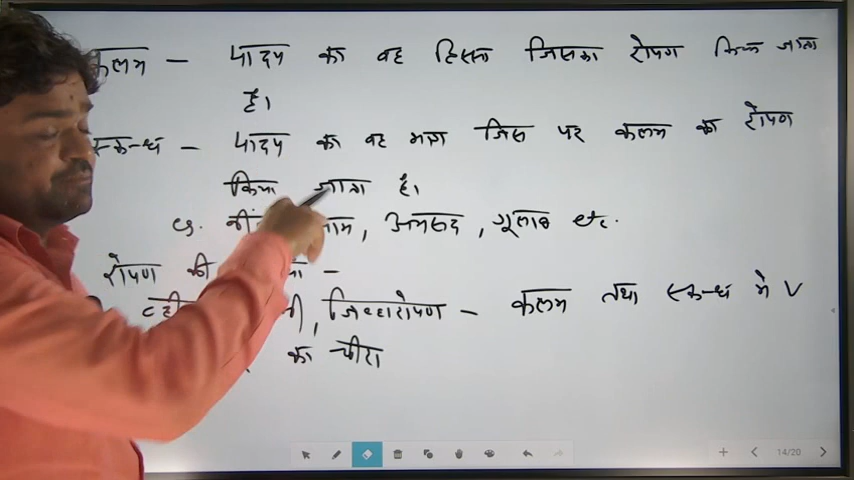 कलम - पादप का वह हिस्सा जिसका रोपण किया जाता
है।
स्कन्ध - पादप का वह भाग जिस पर कलम का रोपण
किया जाता है।
eg. आम, अमरूद, गुलाब etc.
रोपण की -
जिव्हारोपण - कलम तथा स्कन्ध मे V
का चीरा
14/20